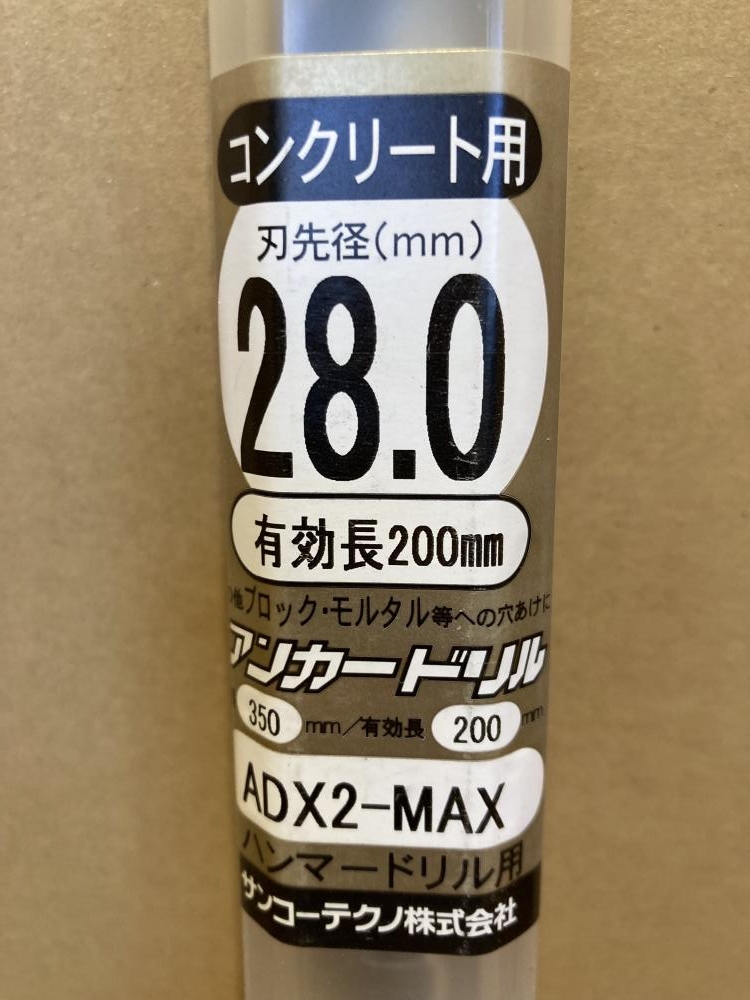 コンクリート用
刃先径(mm)
28.0
有効長200mm
他ブロック・モルタル等への穴あけに
アンカードリル
350 mm/有効長 200 mm
ADX2-MAX
ハンマードリル用
サンコーテクノ株式会社